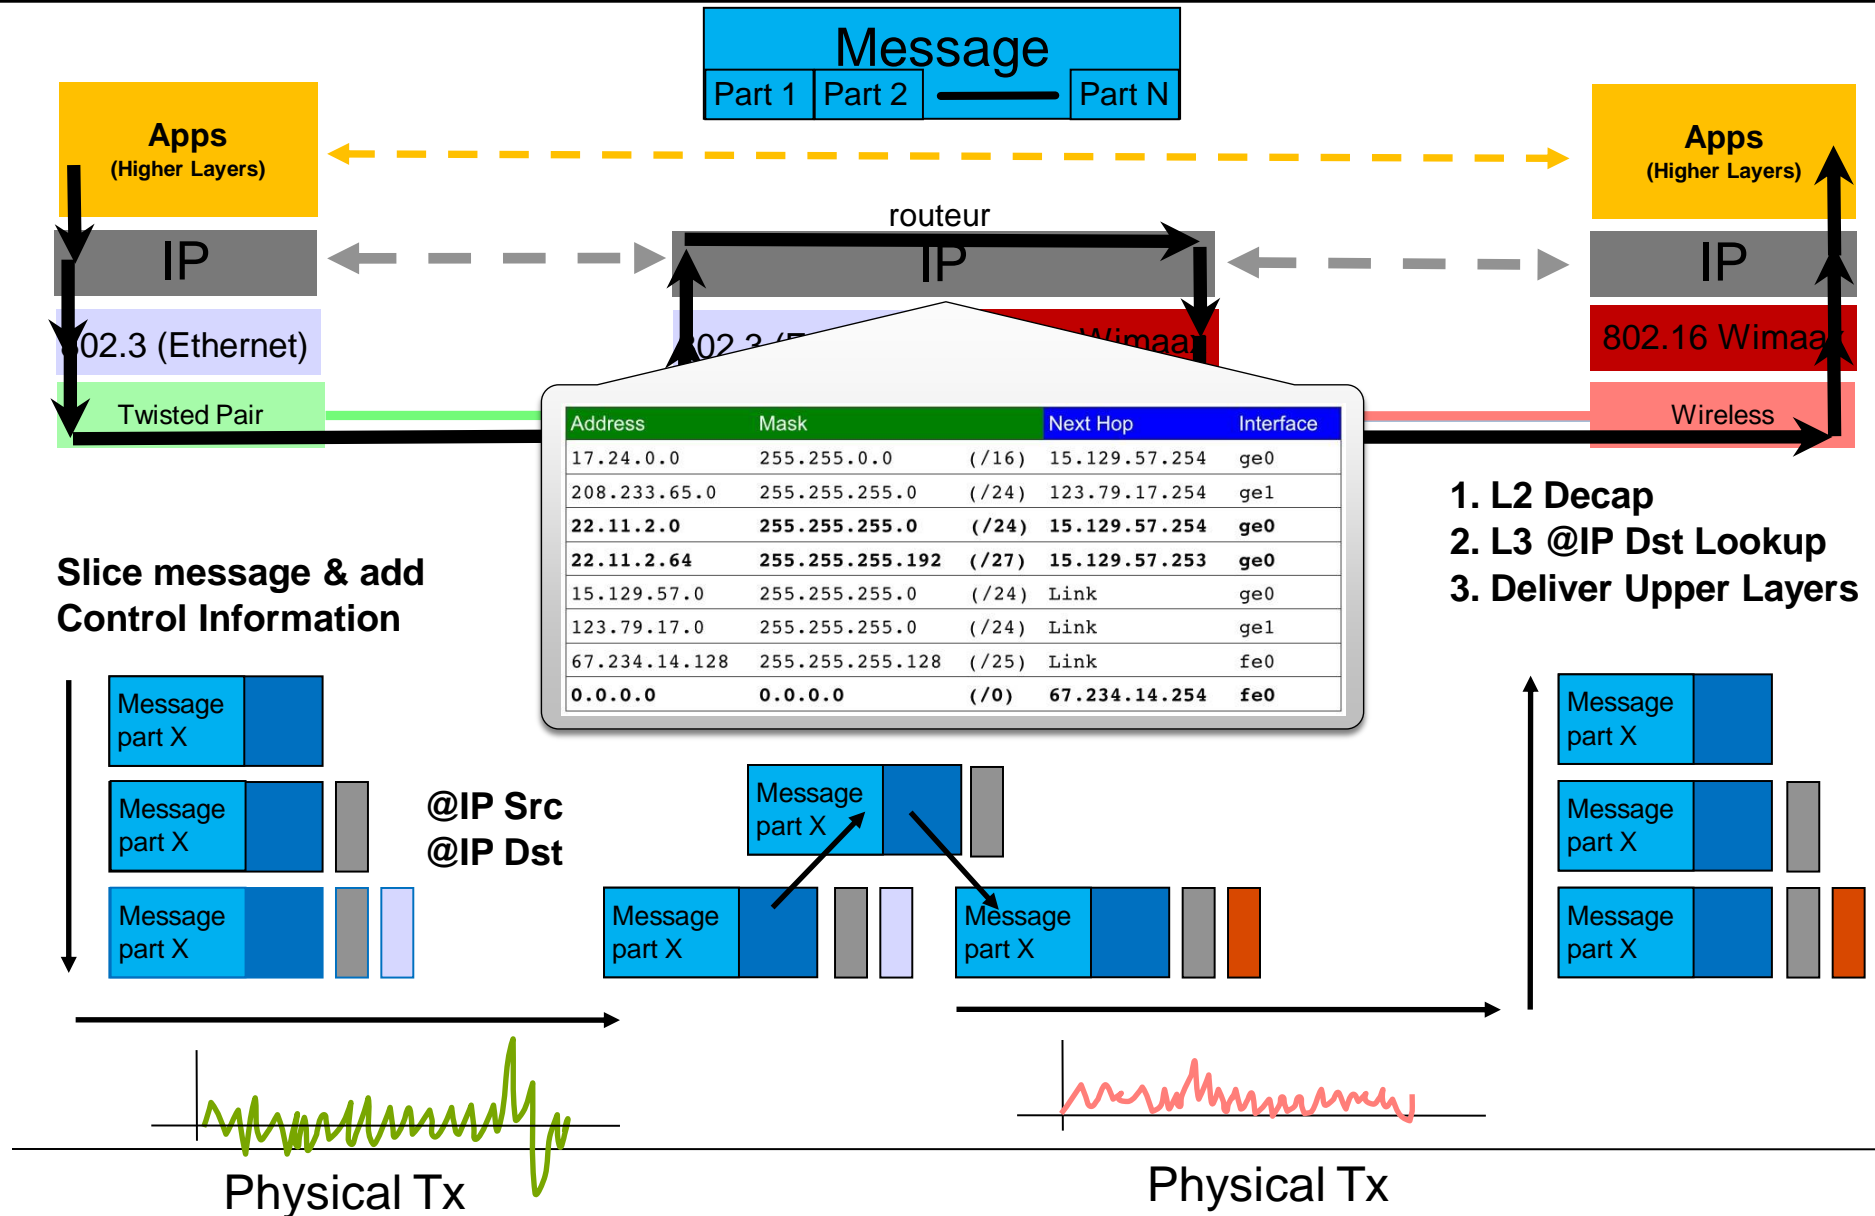 Message
Part 1 Part 2 Part N
Apps
(Higher Layers)
Apps
(Higher Layers)
routeur
IP
IP
IP
802.3 (Ethernet)
802.3
Wimaax
802.16 Wimaax
Twisted Pair
Wireless
Address Mask Next Hop Interface
17.24.0.0 255.255.0.0 (/16) 15.129.57.254 ge0
208.233.65.0 255.255.255.0 (/24) 123.79.17.254 ge1
22.11.2.0 255.255.255.0 (/24) 15.129.57.254 ge0
22.11.2.64 255.255.255.192 (/27) 15.129.57.253 ge0
15.129.57.0 255.255.255.0 (/24) Link ge0
123.79.17.0 255.255.255.0 (/24) Link ge1
67.234.14.128 255.255.255.128 (/25) Link fe0
0.0.0.0 0.0.0.0 (/0) 67.234.14.254 fe0
1. L2 Decap
2. L3 @IP Dst Lookup
3. Deliver Upper Layers
Slice message & add
Control Information
Message
part X
Message
part X
Message
part X
@IP Src
@IP Dst
Message
part X
Message
part X
Message
part X
Message
part X
Message
part X
Message
part X
Physical Tx
Physical Tx